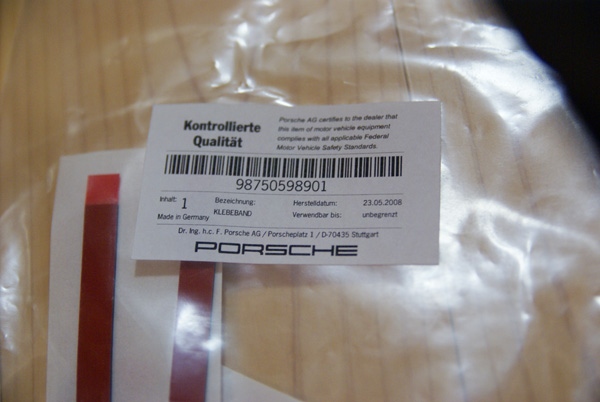 Kontrollierte
Qualität
Porsche AG certifies to the dealer that
this item of motor vehicle equipment
complies with all applicable Federal
Motor Vehicle Safety Standards.
98750598901
Inhalt: 1
Made in Germany
Bezeichnung:
KLEBEBAND
Herstelldatum: 23.05.2008
Verwendbar bis: unbegrenzt
Dr. Ing. h.c. F. Porsche AG / Porscheplatz 1 / D-70435 Stuttgart
PORSCHE